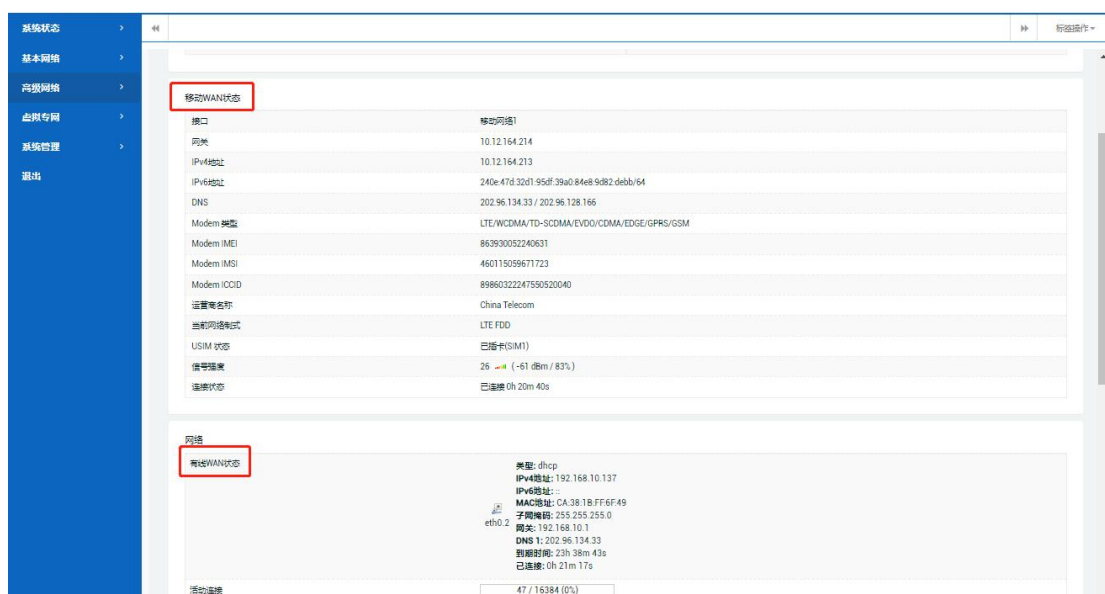 系统状态
标签操作
基本网络
高级网络
虚拟专网
系统管理
退出
移动WAN状态
接口 移动网络1
网关 10.12.164.214
IPv4地址 10.12.164.213
IPv6地址 240e:47d:32d1:95df:39a0:84e8:9d82:debb/64
DNS 202.96.134.33 / 202.96.128.166
Modem 类型 LTE/WCDMA/TD-SCDMA/EVDO/CDMA/EDGE/GPRS/GSM
Modem IMEI 863930052240631
Modem IMSI 460115059671723
Modem ICCID 89860322247550520040
运营商名称 China Telecom
当前网络制式 LTE FDD
USIM 状态 已插卡(SIM1)
信号强度 26 ( -61 dBm / 83% )
连接状态 已连接 0h 20m 40s
网络
有线WAN状态
类型: dhcp
IPv4地址: 192.168.10.137
IPv6地址: ::
MAC地址: CA:38:1B:FF:6F:49
子网掩码: 255.255.255.0
eth0.2
网关: 192.168.10.1
DNS 1: 202.96.134.33
到期时间: 23h 38m 43s
已连接: 0h 21m 17s
活动连接 47 / 16384 (0%)